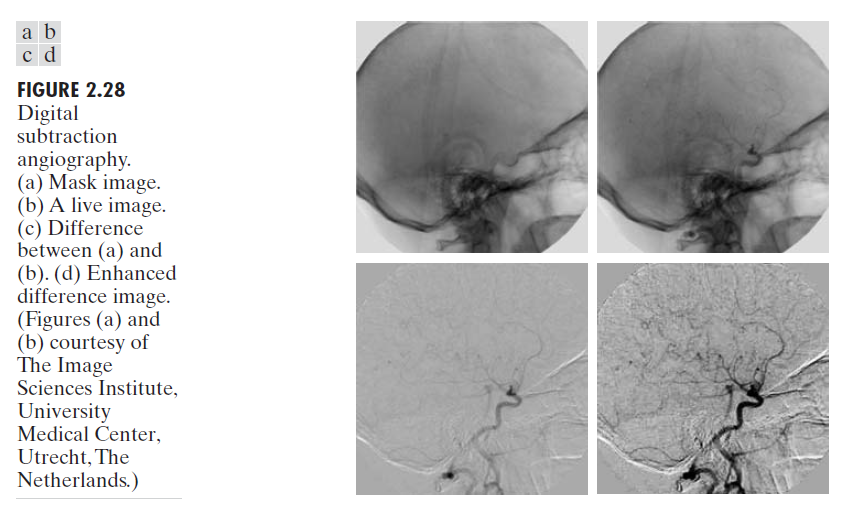 a b
c d
FIGURE 2.28
Digital
subtraction
angiography.
(a) Mask image.
(b) A live image.
(c) Difference
between (a) and
(b). (d) Enhanced
difference image.
(Figures (a) and
(b) courtesy of
The Image
Sciences Institute,
University
Medical Center,
Utrecht, The
Netherlands.)